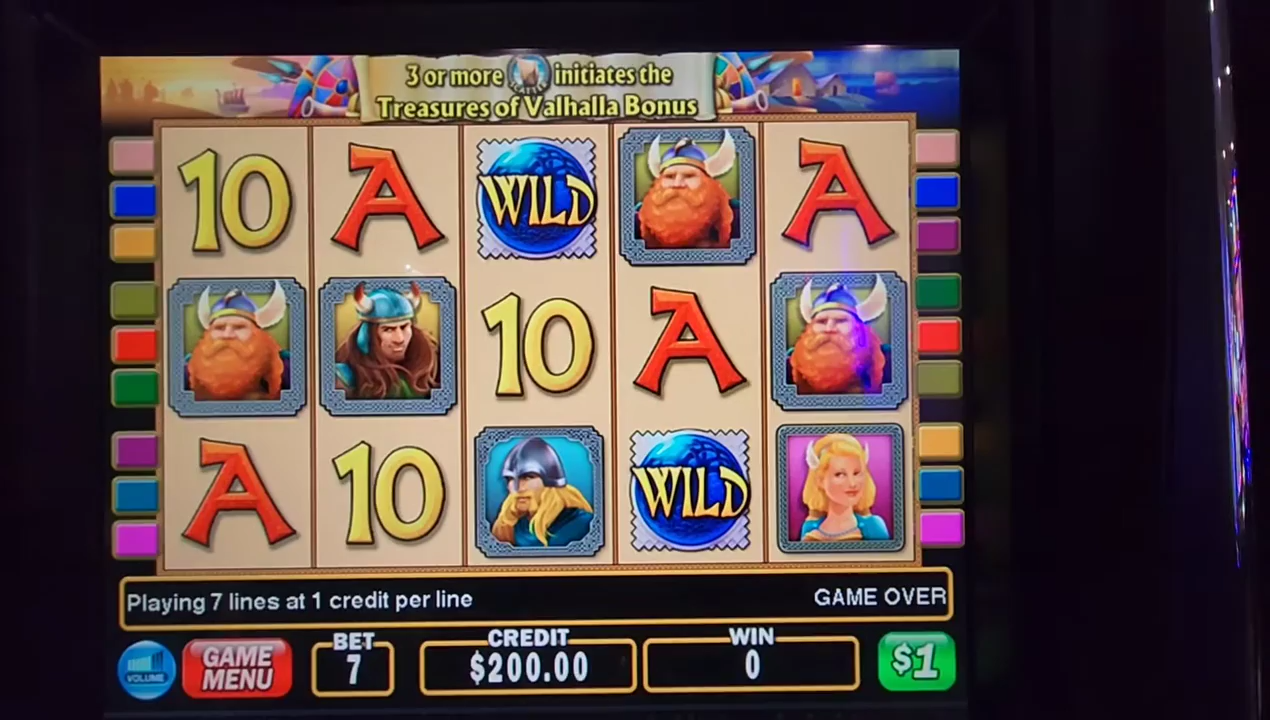 3 or more SCATTER initiates the
Treasures of Valhalla Bonus
10 A WILD A
10 A
A 10 WILD
Playing 7 lines at 1 credit per line GAME OVER
BET CREDIT WIN
VOLUME GAME MENU 7 $200.00 0 $1